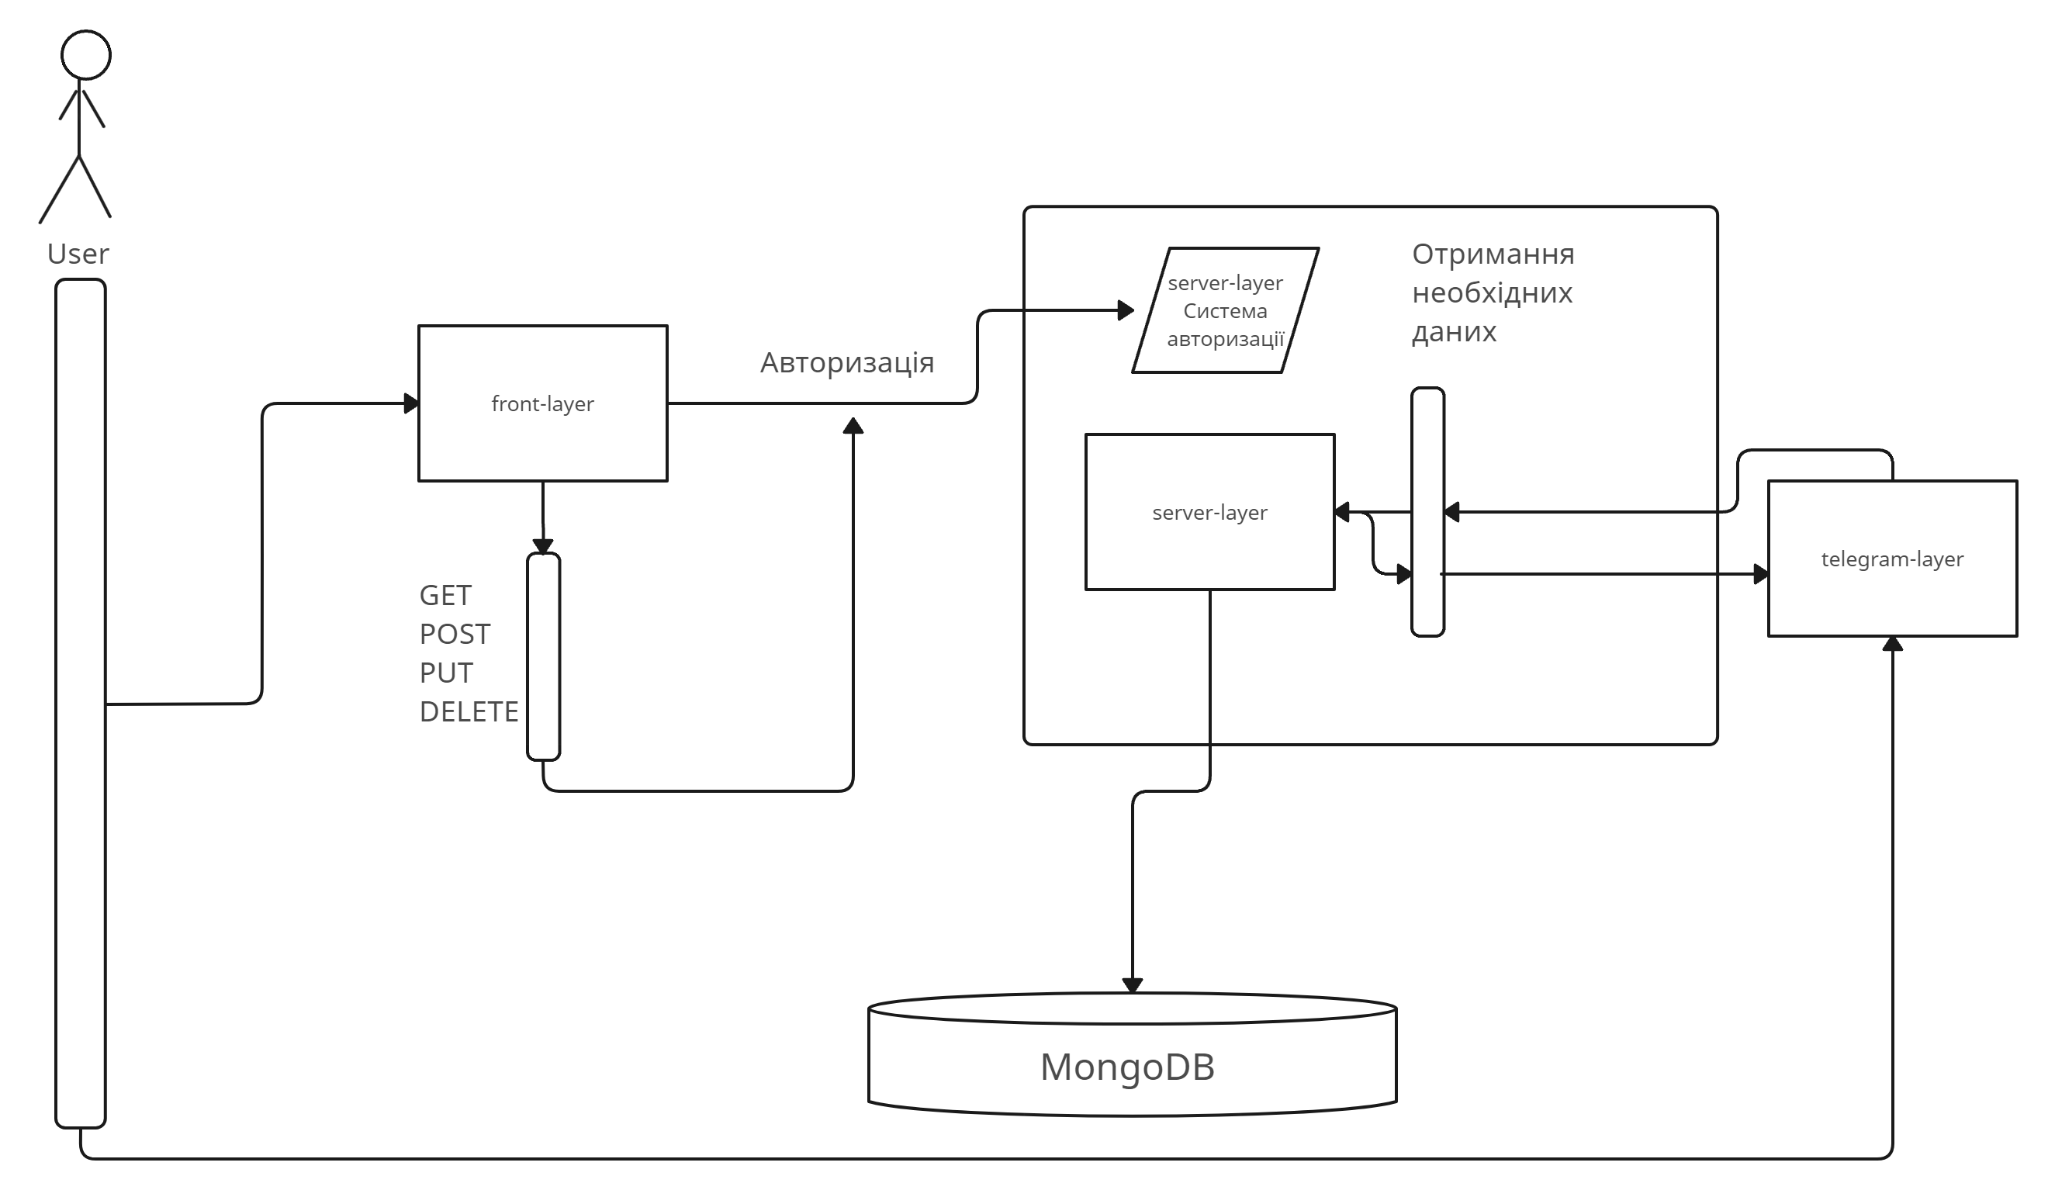 User
front-layer
GET
POST
PUT
DELETE
Авторизація
server-layer
Система
авторизації
Отримання
необхідних
даних
server-layer
telegram-layer
MongoDB